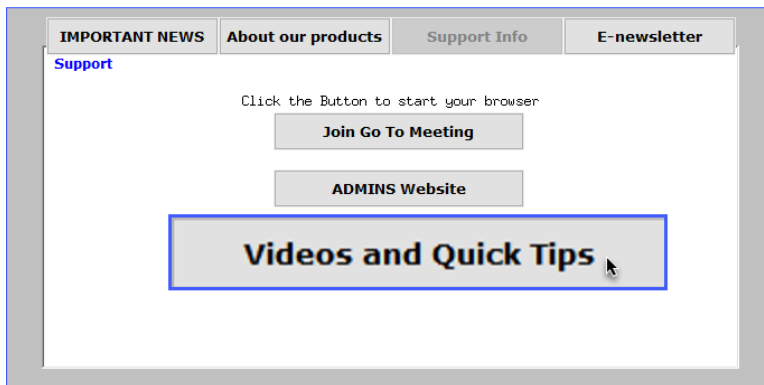 IMPORTANT NEWS About our products Support Info E-newsletter
Support
Click the Button to start your browser
Join Go To Meeting
ADMINS Website
Videos and Quick Tips